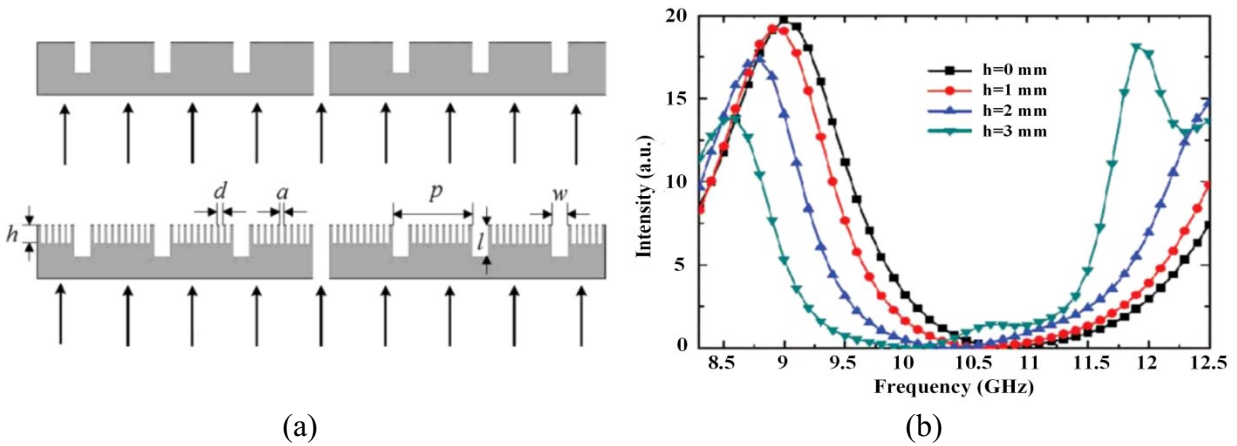 d a p w
h l
(a)
Intensity (a.u.)
20
15
10
5
0
h=0 mm
h=1 mm
h=2 mm
h=3 mm
8.5 9 9.5 10 10.5 11 11.5 12 12.5
Frequency (GHz)
(b)